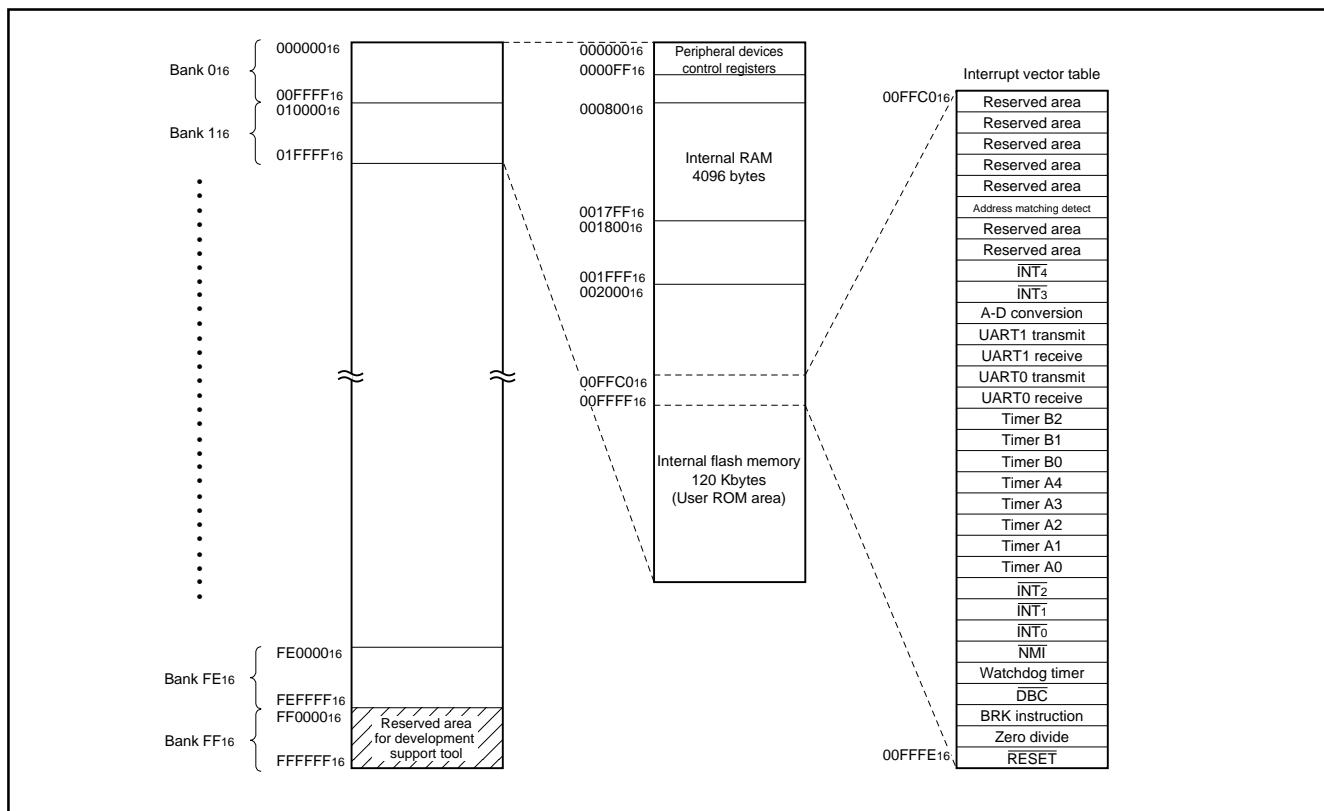 Bank 016
00000016
00FFFF16
Bank 116
01000016
01FFFF16
Bank FE16
FE000016
FEFFFF16
Bank FF16
FF000016
FFFFFF16
Reserved area
for development
support tool
00000016
0000FF16
Peripheral devices
control registers
00080016
Internal RAM
4096 bytes
0017FF16
00180016
001FFF16
00200016
00FFC016
00FFFF16
Internal flash memory
120 Kbytes
(User ROM area)
Interrupt vector table
00FFC016
Reserved area
Reserved area
Reserved area
Reserved area
Reserved area
Address matching detect
Reserved area
Reserved area
INT4
INT3
A-D conversion
UART1 transmit
UART1 receive
UART0 transmit
UART0 receive
Timer B2
Timer B1
Timer B0
Timer A4
Timer A3
Timer A2
Timer A1
Timer A0
INT2
INT1
INT0
NMI
Watchdog timer
DBC
BRK instruction
Zero divide
00FFFE16
RESET